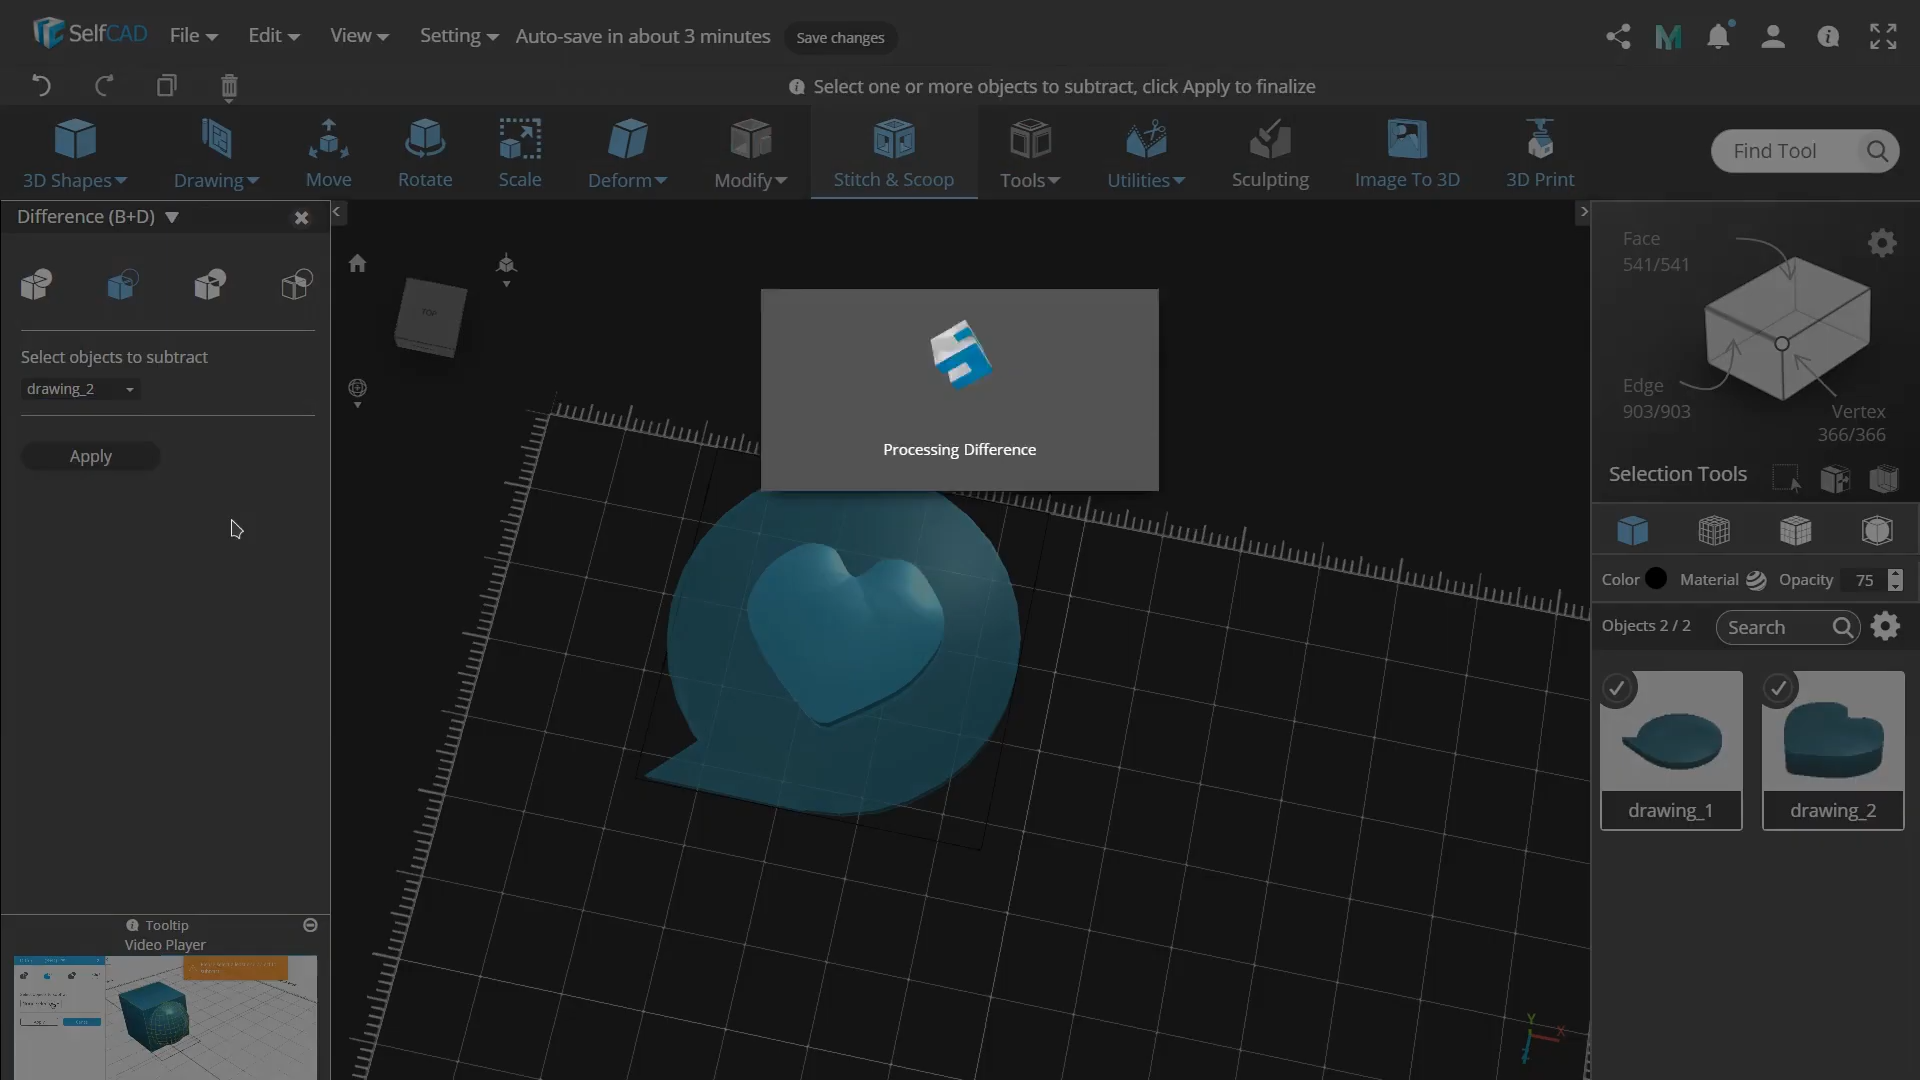 SelfCAD File Edit View Setting Auto-save in about 3 minutes Save changes
Select one or more objects to subtract, click Apply to finalize
3D Shapes Drawing Move Rotate Scale Deform Modify Stitch & Scoop Tools Utilities Sculpting Image To 3D 3D Print Find Tool
Difference (B+D)
Select objects to subtract
drawing_2
Apply
TOP
Processing Difference
Face
541/541
Edge
903/903
Vertex
366/366
Selection Tools
Color Material Opacity 75
Objects 2 / 2 Search
drawing_1 drawing_2
Tooltip
Video Player
Y
X
Z